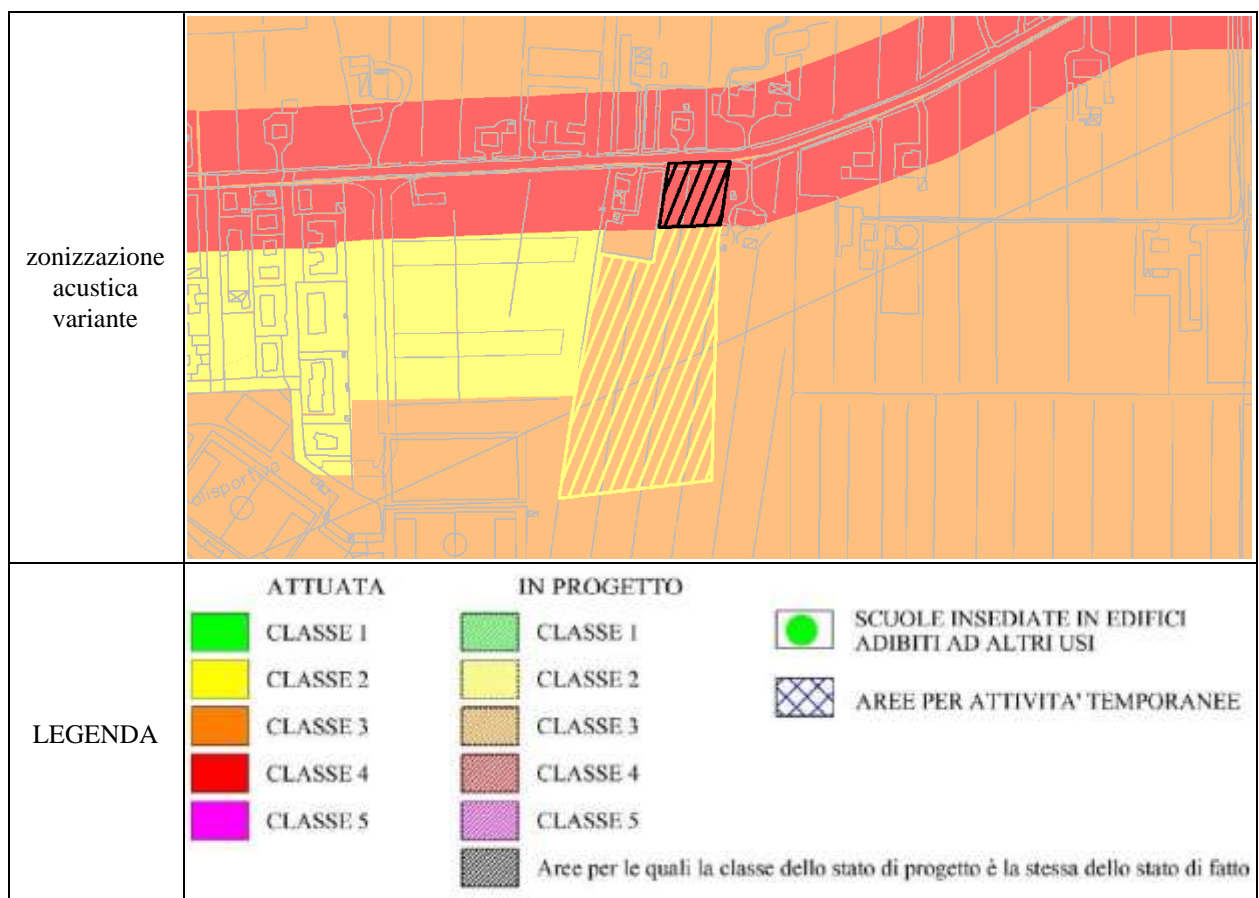 zonizzazione
acustica
variante
olisportiva
LEGENDA
ATTUATA
CLASSE 1
CLASSE 2
CLASSE 3
CLASSE 4
CLASSE 5
IN PROGETTO
CLASSE 1
CLASSE 2
CLASSE 3
CLASSE 4
CLASSE 5
Aree per le quali la classe dello stato di progetto è la stessa dello stato di fatto
SCUOLE INSEDIATE IN EDIFICI
ADIBITI AD ALTRI USI
AREE PER ATTIVITA' TEMPORANEE